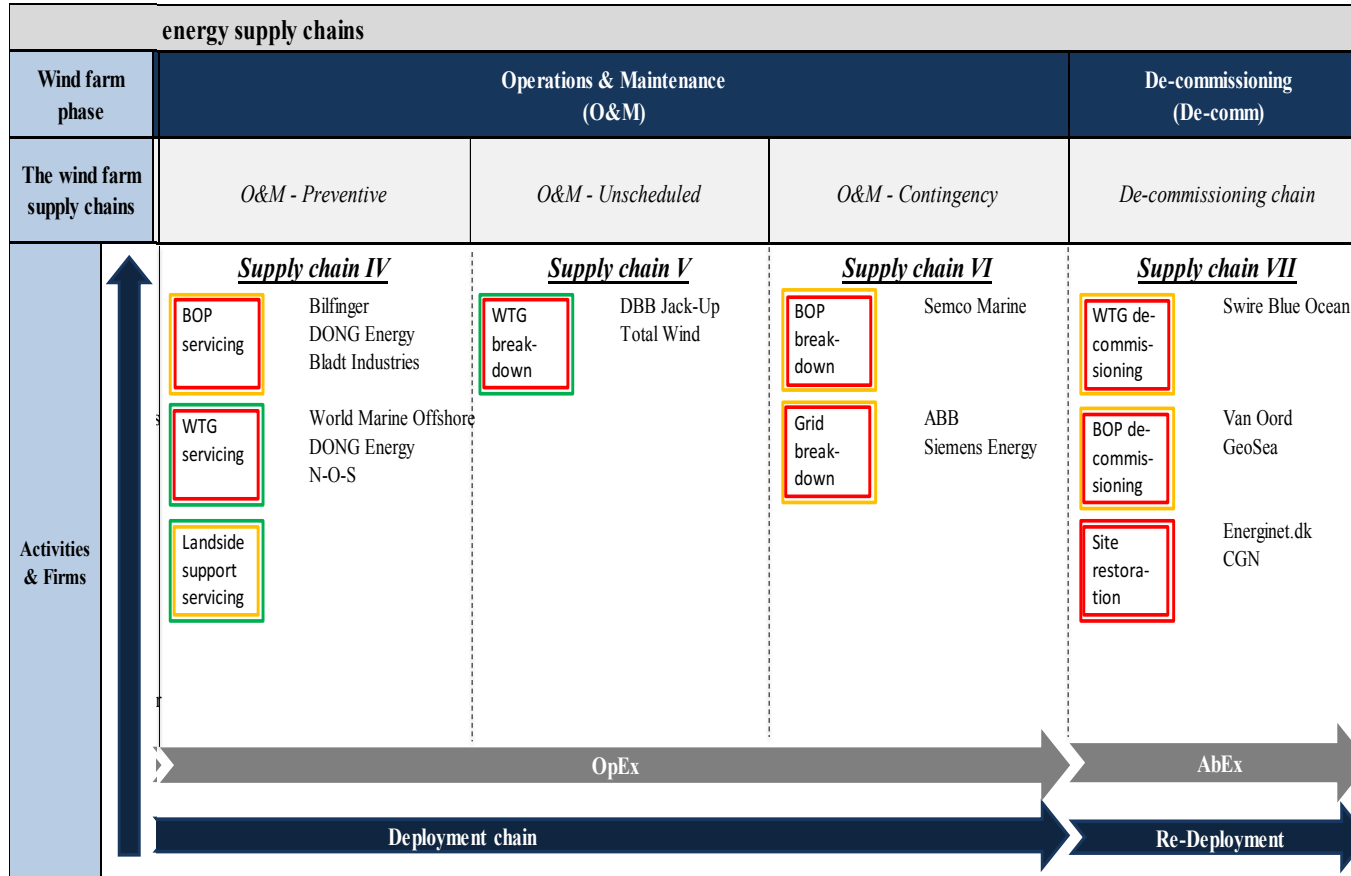 energy supply chains
Wind farm
phase
Operations & Maintenance
(O&M)
De-commissioning
(De-comm)
The wind farm
supply chains
O&M - Preventive
O&M - Unscheduled
O&M - Contingency
De-commissioning chain
Activities
& Firms
Supply chain IV
BOP
servicing
Bilfinger
DONG Energy
Bladt Industries
s
WTG
servicing
World Marine Offshore
DONG Energy
N-O-S
Landside
support
servicing
r
Supply chain V
WTG
break-
down
DBB Jack-Up
Total Wind
Supply chain VI
BOP
break-
down
Semco Marine
Grid
break-
down
ABB
Siemens Energy
Supply chain VII
WTG de-
commis-
sioning
Swire Blue Ocean
BOP de-
commis-
sioning
Van Oord
GeoSea
Site
restora-
tion
Energinet.dk
CGN
OpEx
AbEx
Deployment chain
Re-Deployment